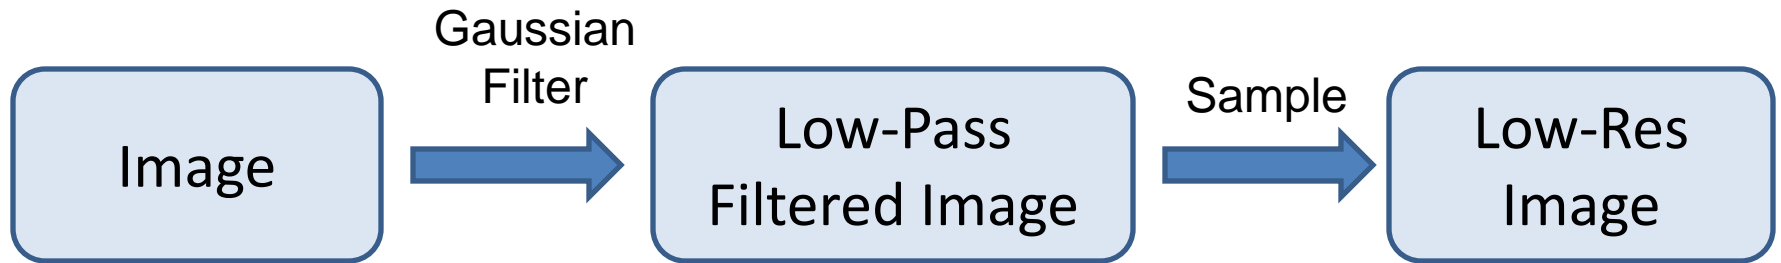 Image
Gaussian
Filter
Low-Pass
Filtered Image
Sample
Low-Res
Image